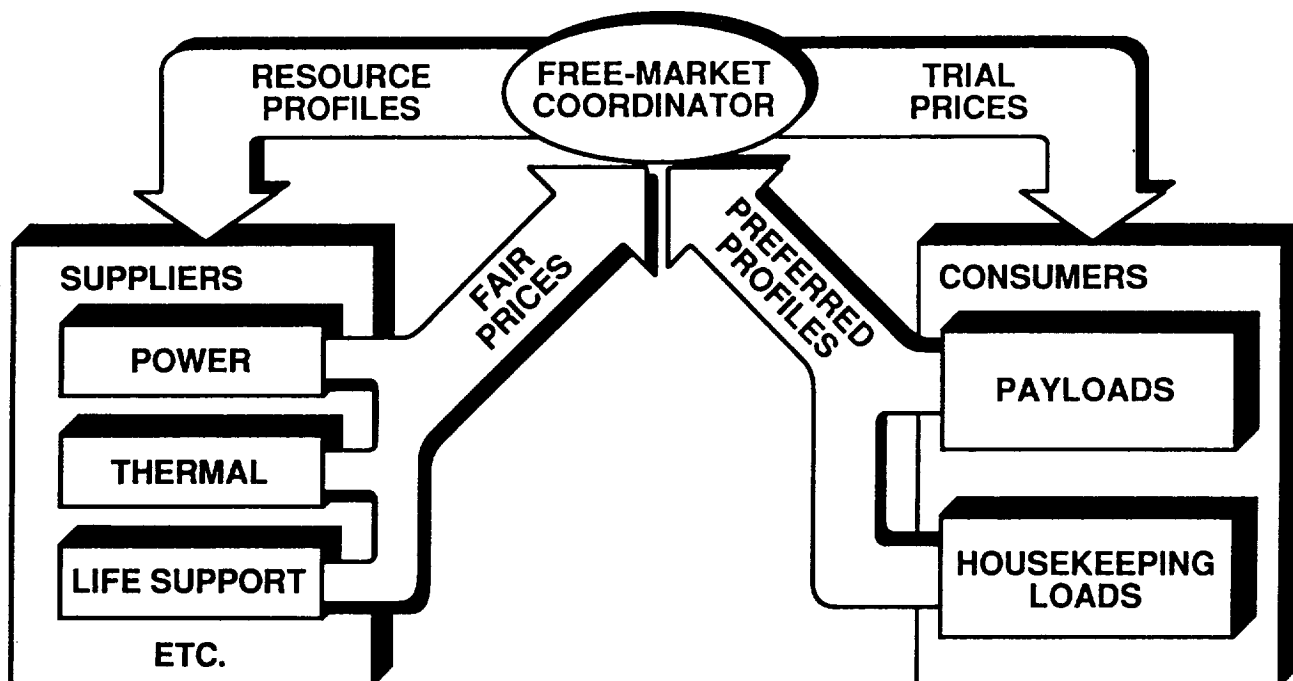 RESOURCE
PROFILES
FREE-MARKET
COORDINATOR
TRIAL
PRICES
FAIR
PRICES
PREFERRED
PROFILES
SUPPLIERS
POWER
THERMAL
LIFE SUPPORT
ETC.
CONSUMERS
PAYLOADS
HOUSEKEEPING
LOADS